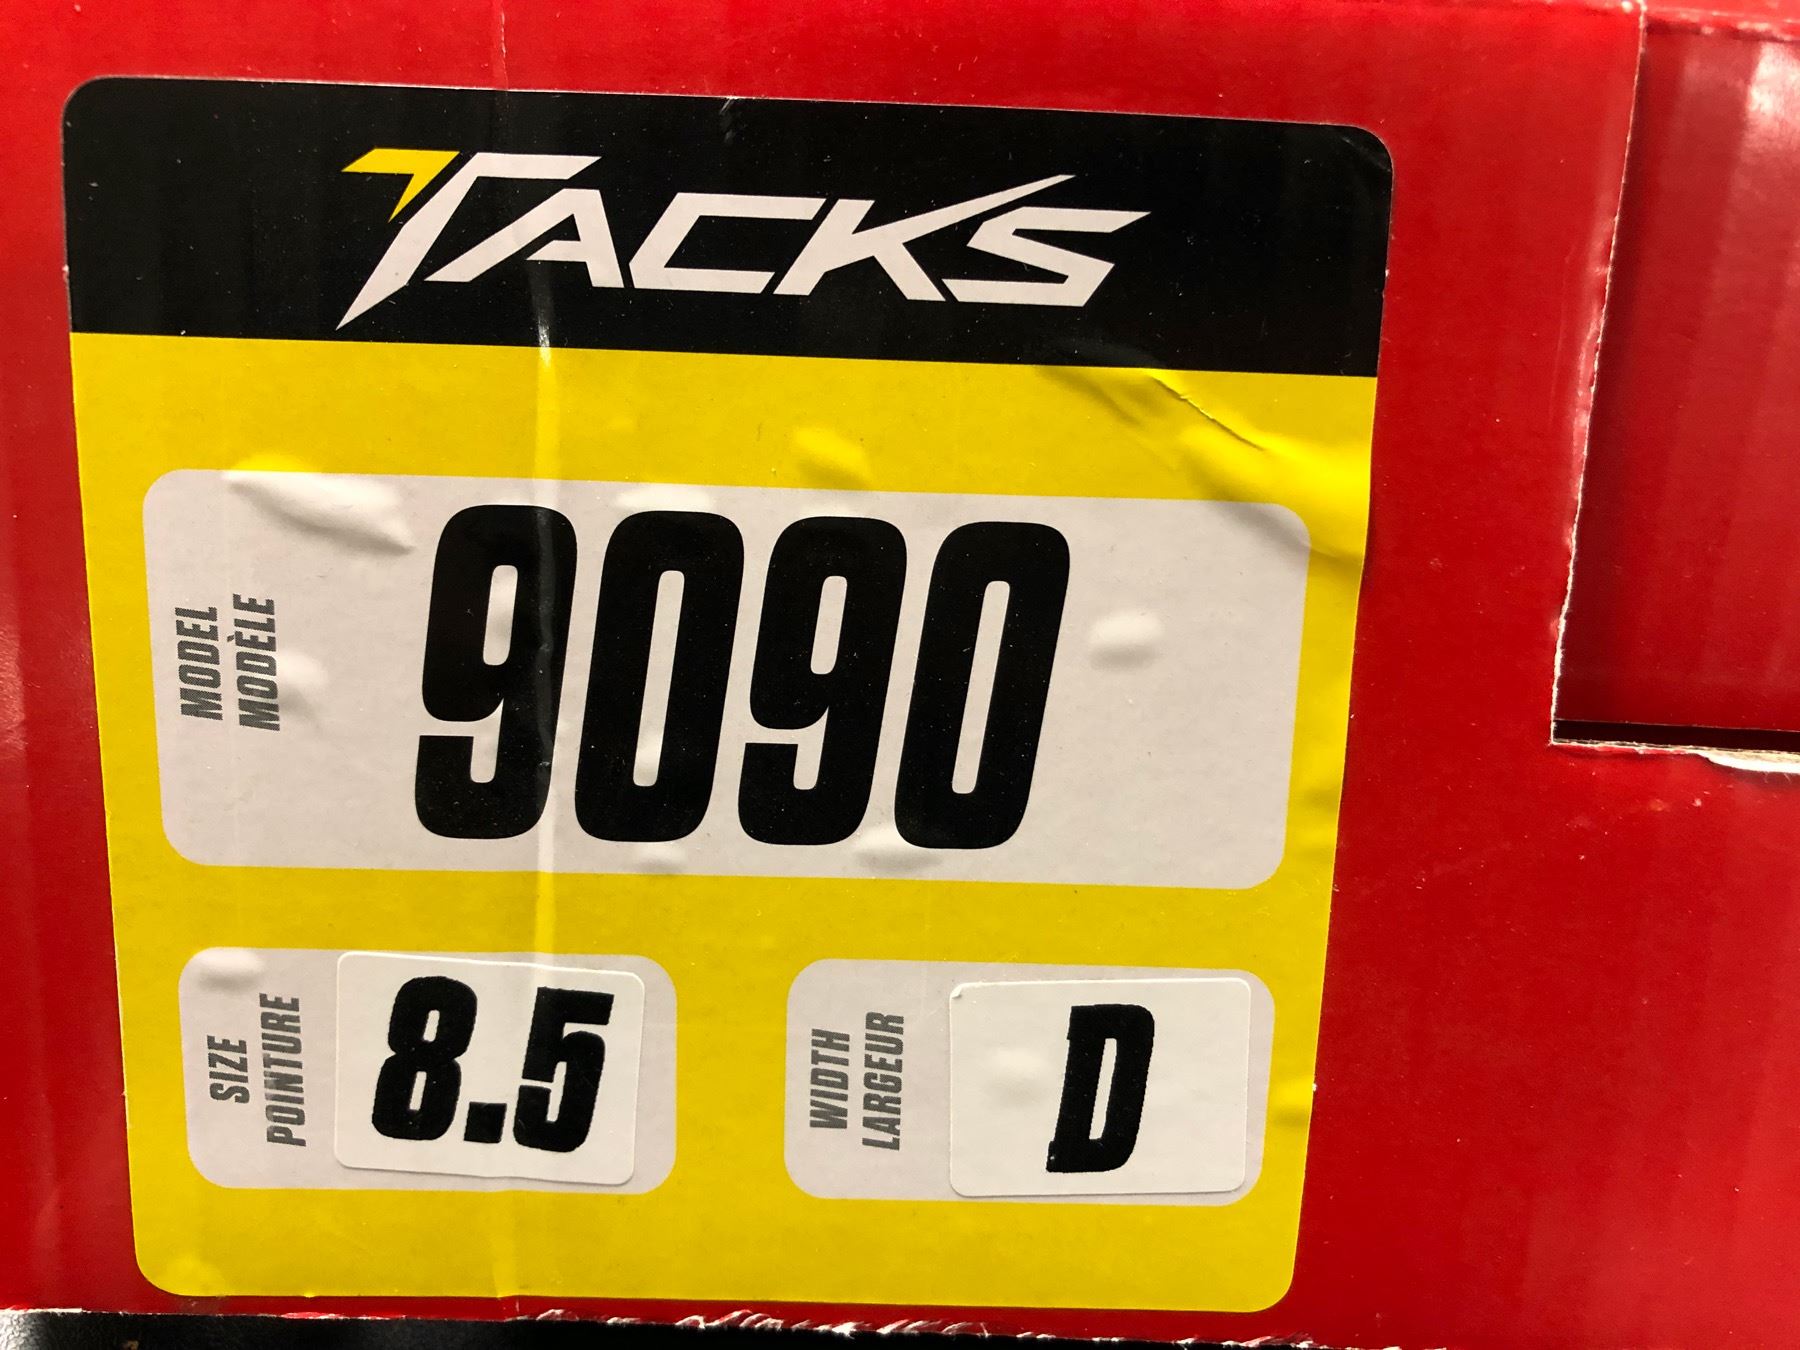 TACKS
MODEL
MODÈLE
9090
SIZE
POINTURE
8.5
WIDTH
LARGEUR
D